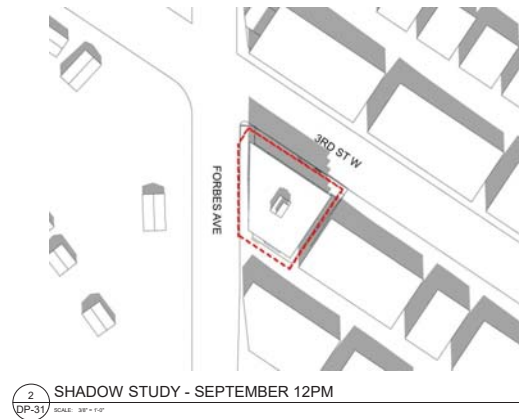 3RD ST W
FORBES AVE
2
SHADOW STUDY - SEPTEMBER 12PM
DP-31
SCALE: 3/8" = 1'-0"